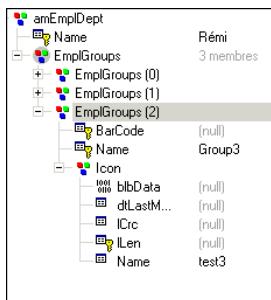 amEmplDept
Name Rémi
EmplGroups 3 membres
EmplGroups (0)
EmplGroups (1)
EmplGroups (2)
BarCode (null)
Name Group3
Icon
blbData (null)
dtLastM... (null)
lCrc (null)
lLen (null)
Name test3